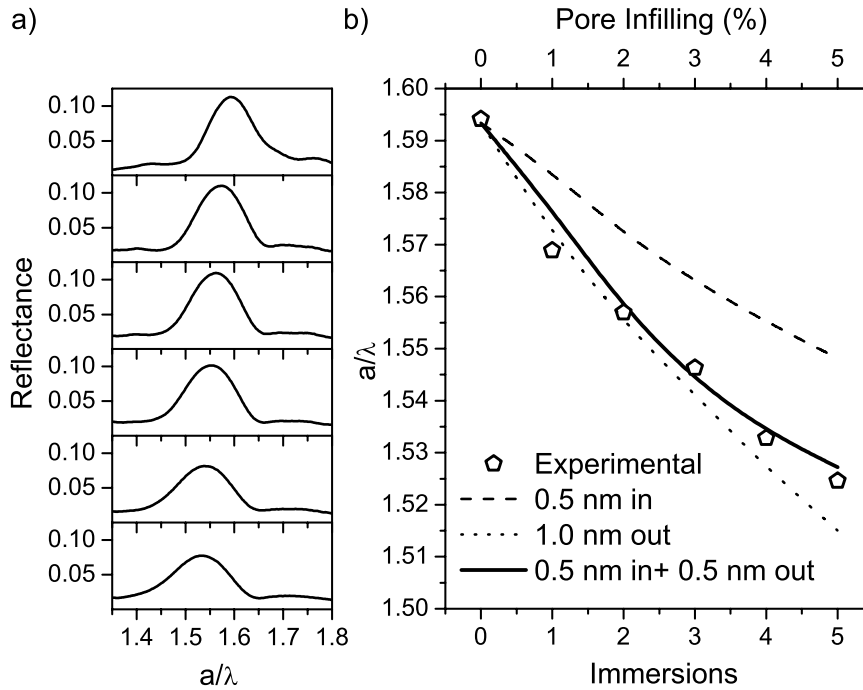 a)
b)
Pore Infilling (%)
0 1 2 3 4 5
0.10
0.05
0.10
0.05
0.10
0.05
0.10
0.05
0.10
0.05
0.10
0.05
Reflectance
1.4 1.5 1.6 1.7 1.8
a/λ
1.60
1.59
1.58
1.57
1.56
1.55
1.54
1.53
1.52
1.51
1.50
a/λ
Experimental
0.5 nm in
1.0 nm out
0.5 nm in+ 0.5 nm out
0 1 2 3 4 5
Immersions